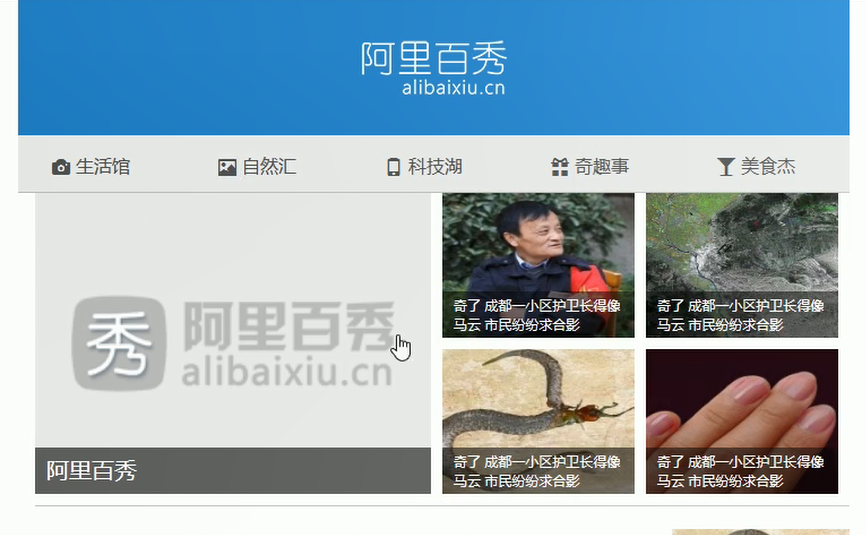 阿里百秀
alibaixiu.cn
生活馆
自然汇
科技湖
奇趣事
美食杰
秀 阿里百秀
alibaixiu.cn
阿里百秀
奇了 成都一小区护卫长得像
马云 市民纷纷求合影
奇了 成都一小区护卫长得像
马云 市民纷纷求合影
奇了 成都一小区护卫长得像
马云 市民纷纷求合影
奇了 成都一小区护卫长得像
马云 市民纷纷求合影